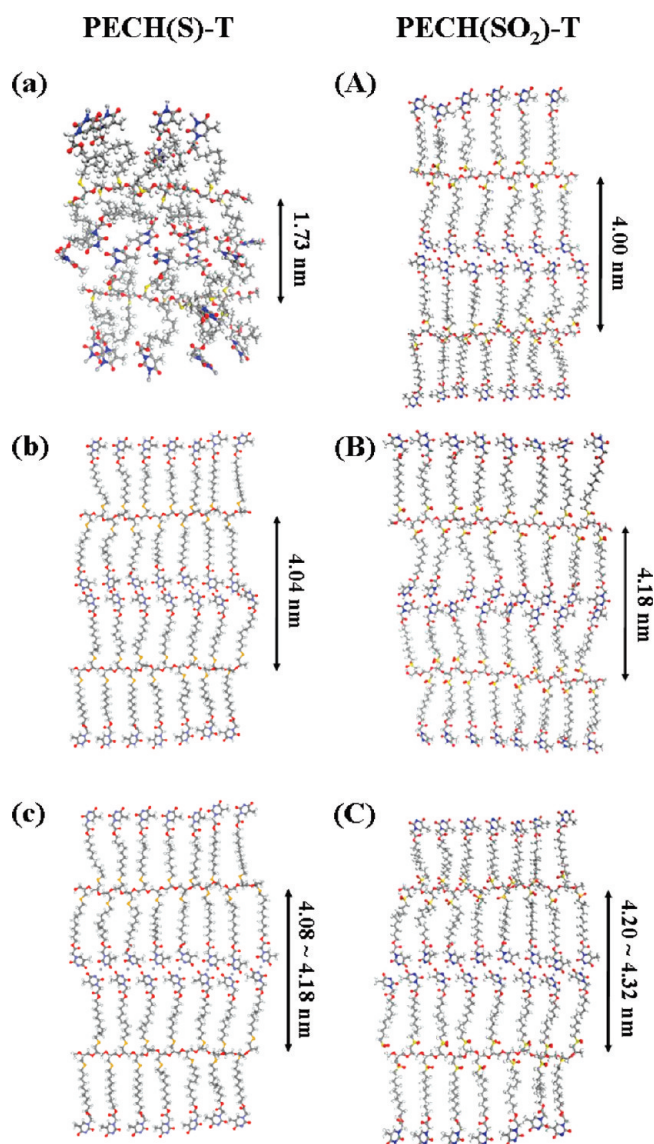 PECH(S)-T
PECH(SO₂)-T
(a)
1.73 nm
(A)
4.00 nm
(b)
4.04 nm
(B)
4.18 nm
(c)
4.08 ~ 4.18 nm
(C)
4.20 ~ 4.32 nm